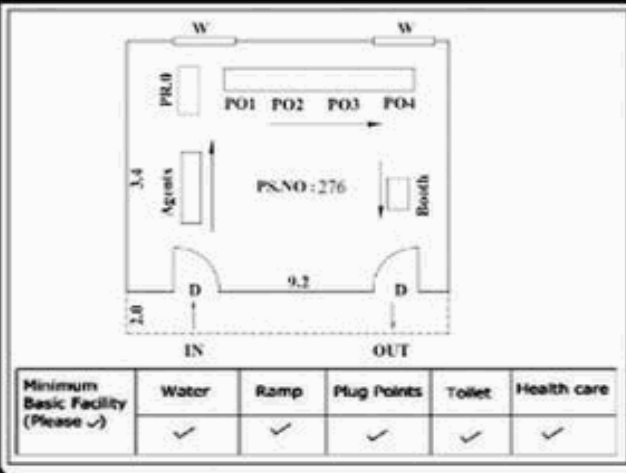 W W
PR.0
PO1 PO2 PO3 PO4
3.4
Agents
PS.NO : 276
Booth
9.2
D D
2.0
IN OUT
Minimum Basic Facility (Please ✓)
Water Ramp Plug Points Toilet Health care
✓ ✓ ✓ ✓ ✓